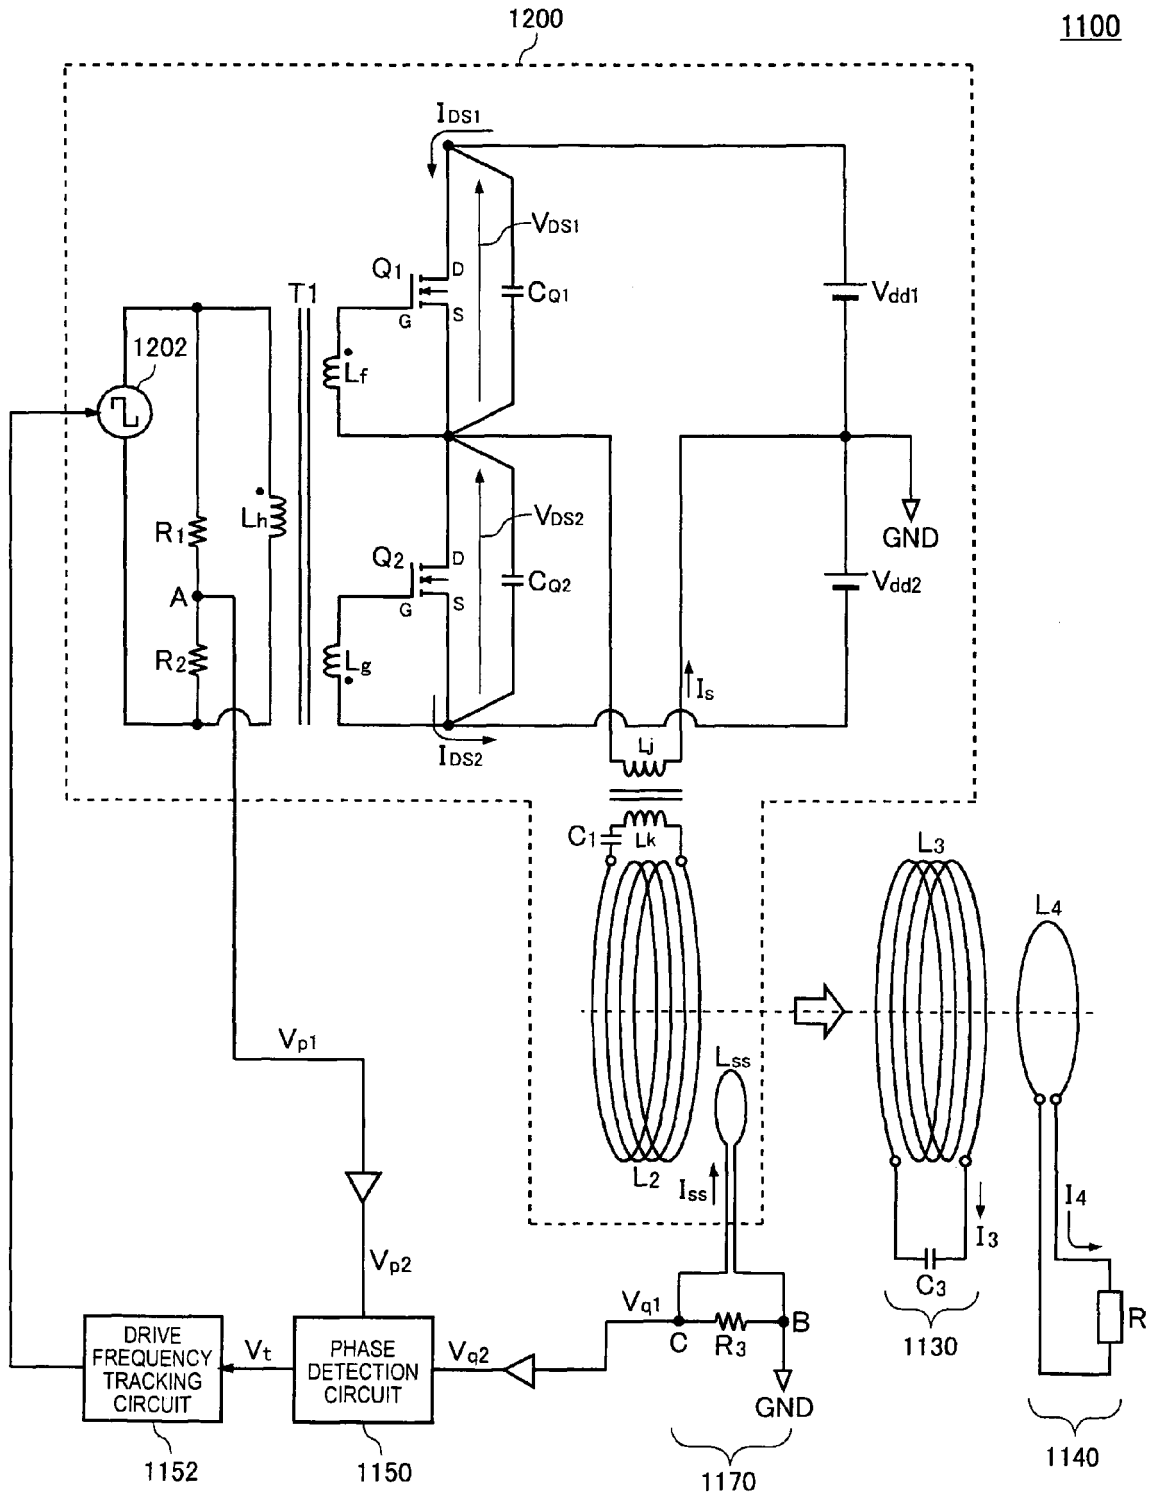 1200
1100
IDS1
VDS1
Q1
D
G
S
CQ1
Vdd1
T1
1202
Lf
Lh
R1
A
R2
VDS2
Q2
D
G
S
CQ2
GND
Vdd2
Lg
IS
IDS2
Lj
C1
Lk
L3
L4
Vp1
Lss
L2
Iss
I3
I4
Vp2
C3
R
Vq1
C
R3
B
1130
DRIVE
FREQUENCY
TRACKING
CIRCUIT
Vt
PHASE
DETECTION
CIRCUIT
Vq2
GND
1152
1150
1170
1140